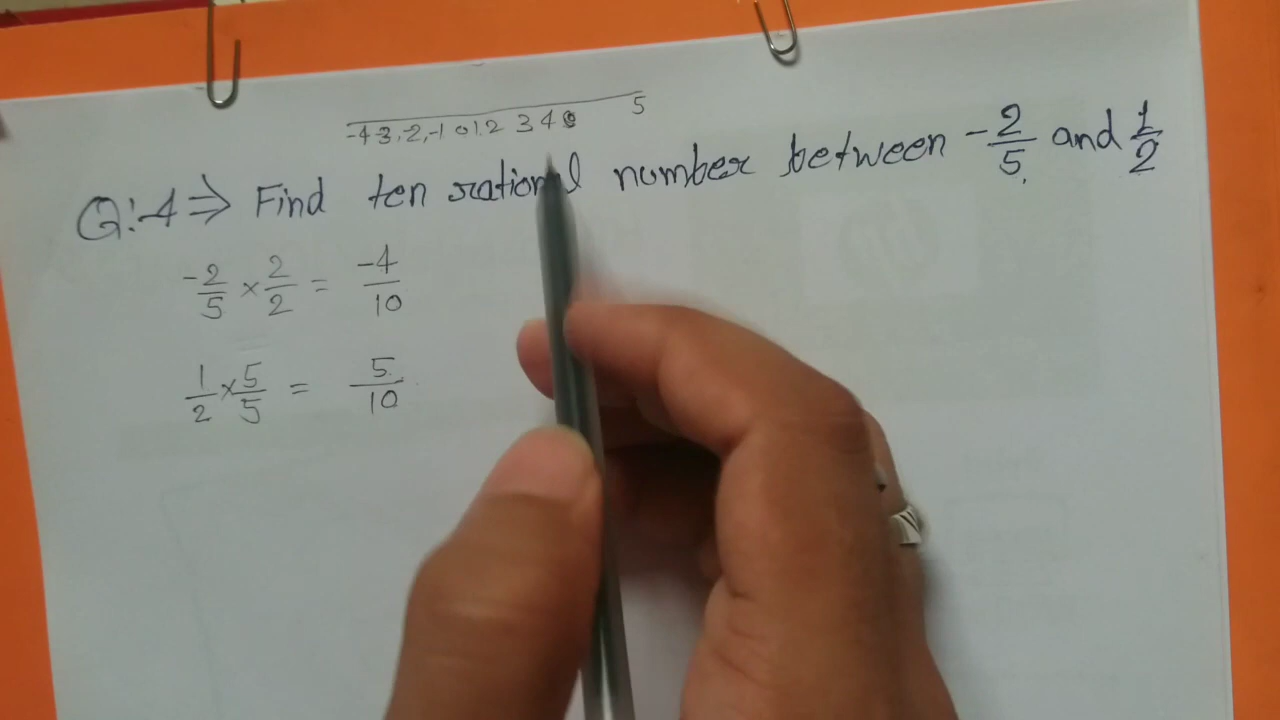 -4 -3, -2, -1 0 1 2 3 4 5
Q:-4 ⇒ Find ten rational number between -2/5 and 1/2
-2/5 × 2/2 = -4/10
1/2 × 5/5 = 5/10